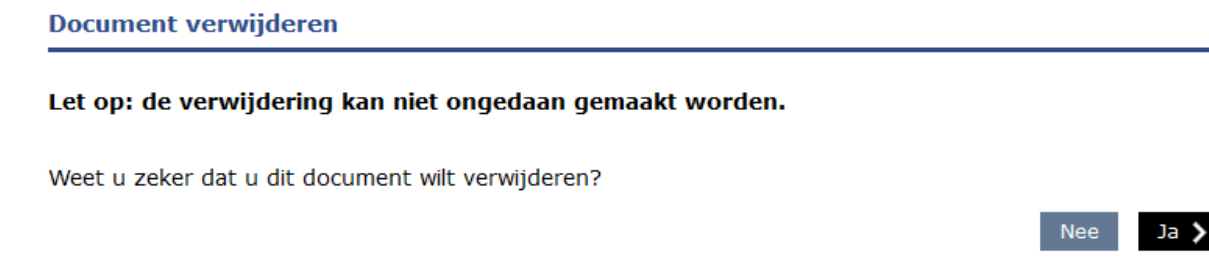 Document verwijderen
Let op: de verwijdering kan niet ongedaan gemaakt worden.
Weet u zeker dat u dit document wilt verwijderen?
Nee Ja